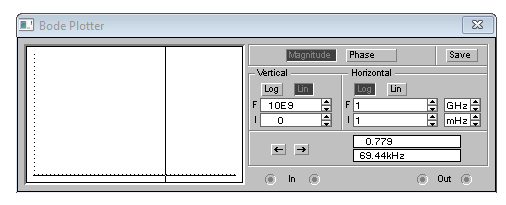 Bode Plotter
Magnitude Phase Save
Vertical Horizontal
Log Lin Log Lin
F 10E9 F 1 GHz
I 0 I 1 mHz
← → 0.779
69.44kHz
In Out